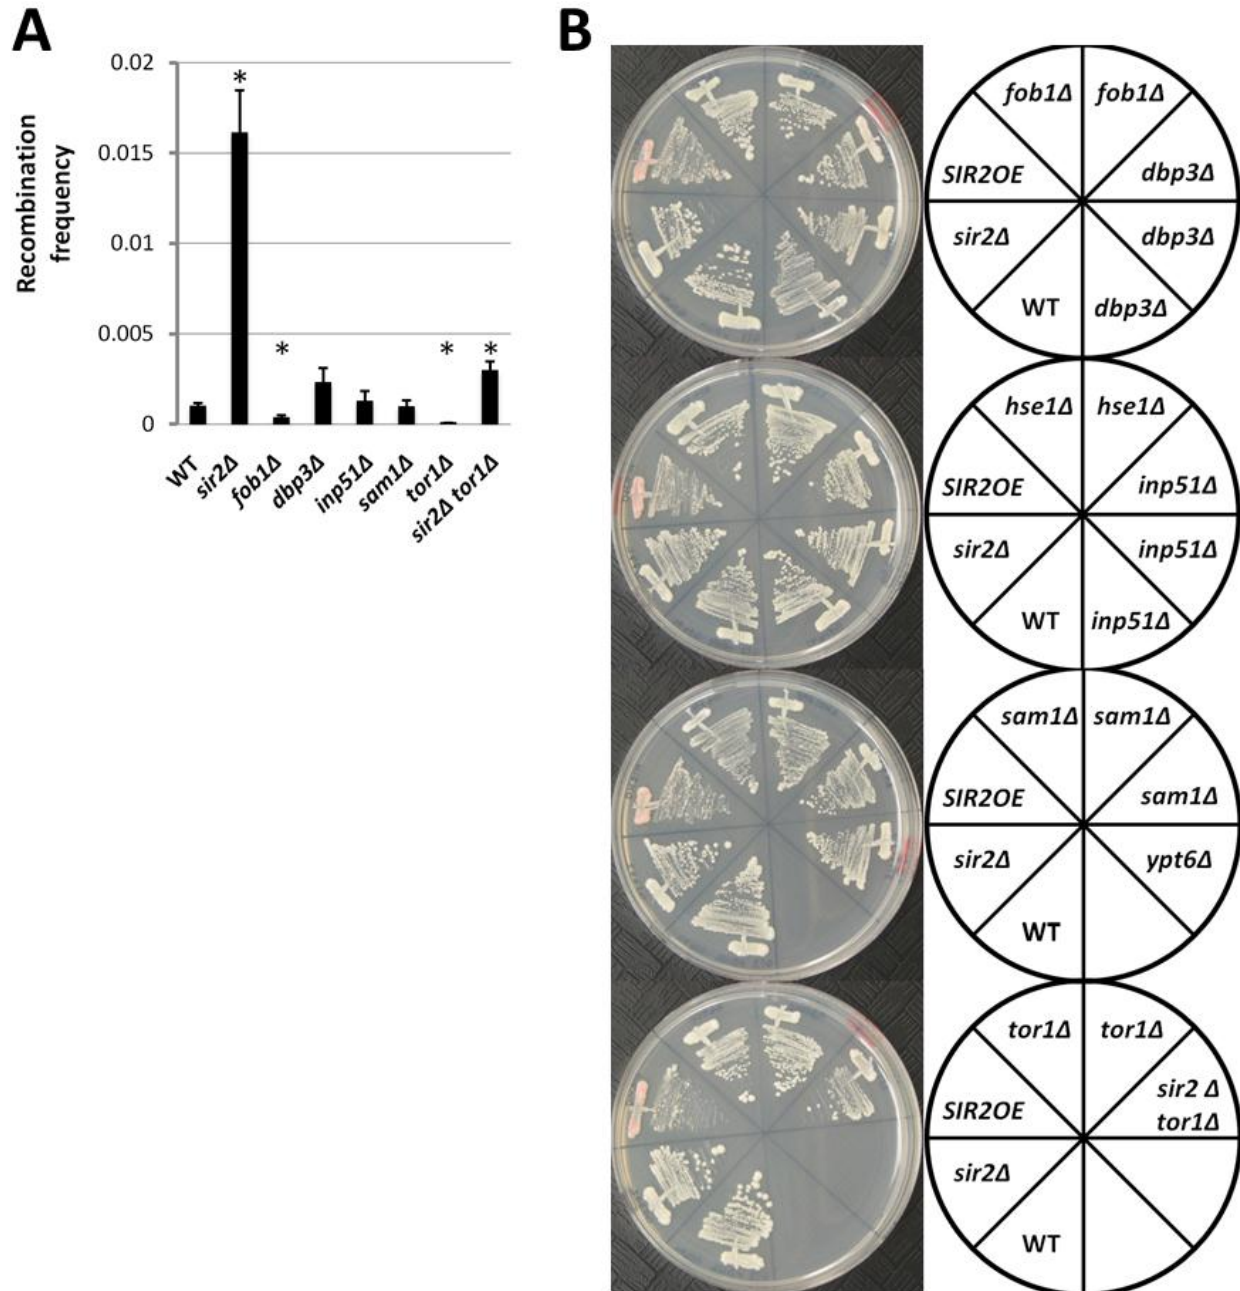 A
Recombination
frequency
0.02
0.015
0.01
0.005
0
*
*
*
*
WT
sir2Δ
fob1Δ
dbp3Δ
inp51Δ
sam1Δ
tor1Δ
sir2Δ tor1Δ
B
fob1Δ fob1Δ
SIR2OE dbp3Δ
sir2Δ dbp3Δ
WT dbp3Δ
hse1Δ hse1Δ
SIR2OE inp51Δ
sir2Δ inp51Δ
WT inp51Δ
sam1Δ sam1Δ
SIR2OE sam1Δ
sir2Δ ypt6Δ
WT
tor1Δ tor1Δ
sir2 Δ
SIR2OE tor1Δ
sir2Δ
WT